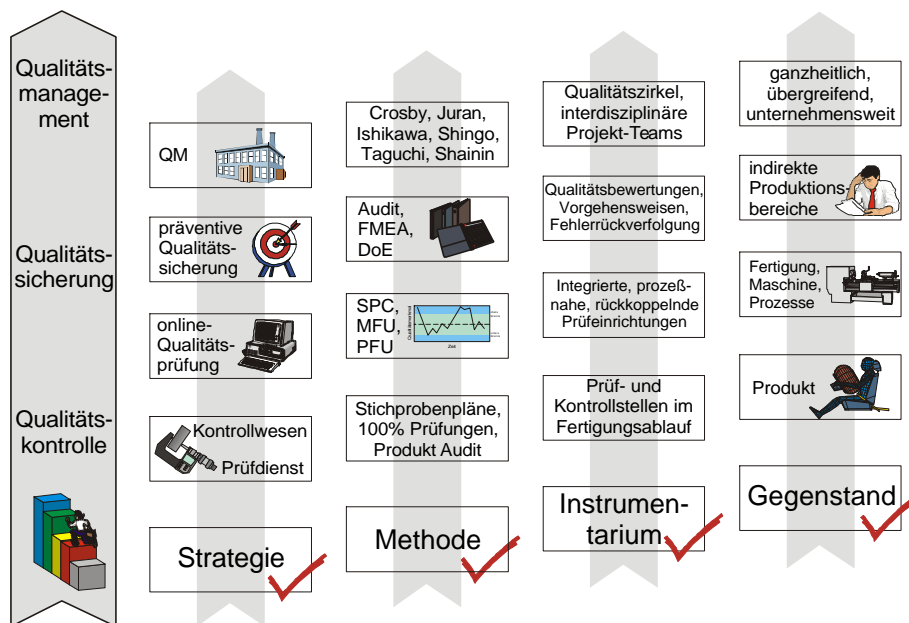 Qualitäts-
manage-
ment
Qualitäts-
sicherung
Qualitäts-
kontrolle
QM
präventive
Qualitäts-
sicherung
online-
Qualitäts-
prüfung
Kontrollwesen
Prüfdienst
Strategie
Crosby, Juran,
Ishikawa, Shingo,
Taguchi, Shainin
Audit,
FMEA,
DoE
SPC,
MFU,
PFU
Zeit
Stichprobenpläne,
100% Prüfungen,
Produkt Audit
Methode
Qualitätszirkel,
interdisziplinäre
Projekt-Teams
Qualitätsbewertungen,
Vorgehensweisen,
Fehlerrückverfolgung
Integrierte, prozeß-
nahe, rückkoppelnde
Prüfeinrichtungen
Prüf- und
Kontrollstellen im
Fertigungsablauf
Instrumen-
tarium
ganzheitlich,
übergreifend,
unternehmensweit
indirekte
Produktions-
bereiche
Fertigung,
Maschine,
Prozesse
Produkt
Gegenstand